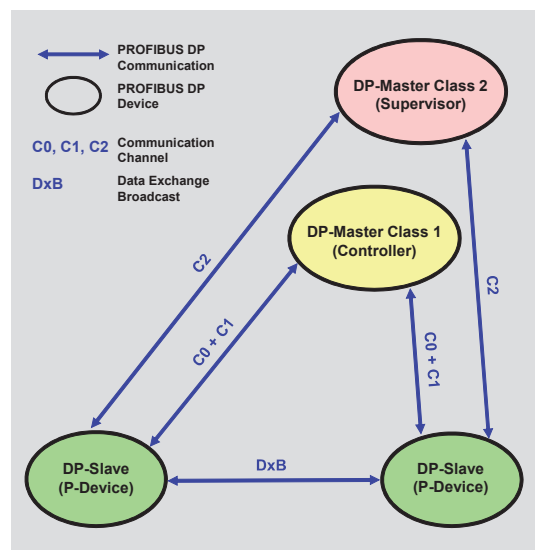 PROFIBUS DP
Communication
PROFIBUS DP
Device
C0, C1, C2 Communication
Channel
DxB Data Exchange
Broadcast
DP-Master Class 2
(Supervisor)
DP-Master Class 1
(Controller)
C2
C2
C0 + C1
C0 + C1
DP-Slave
(P-Device)
DxB
DP-Slave
(P-Device)